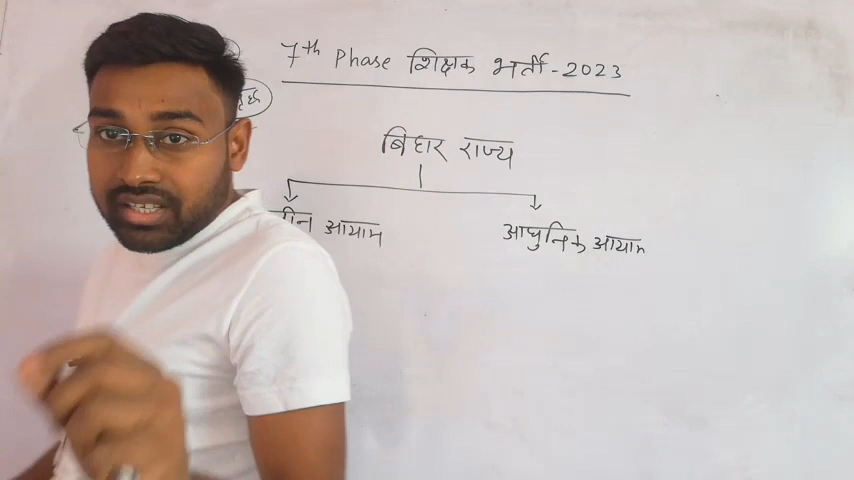 7th Phase शिक्षक भर्ती-2023
बिहार राज्य
आयाम
आधुनिक आयाम